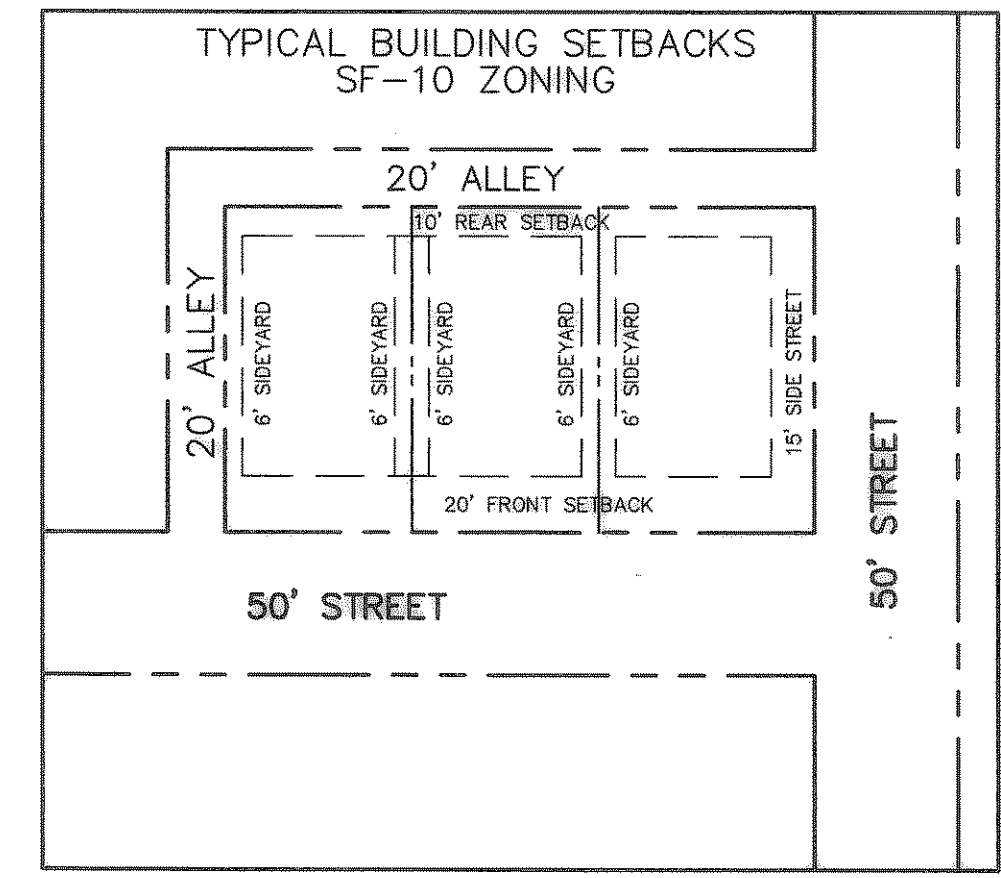 TYPICAL BUILDING SETBACKS
SF-10 ZONING
20' ALLEY
10' REAR SETBACK
20' ALLEY
6' SIDEYARD
6' SIDEYARD
6' SIDEYARD
6' SIDEYARD
6' SIDEYARD
15' SIDE STREET
20' FRONT SETBACK
50' STREET
50' STREET